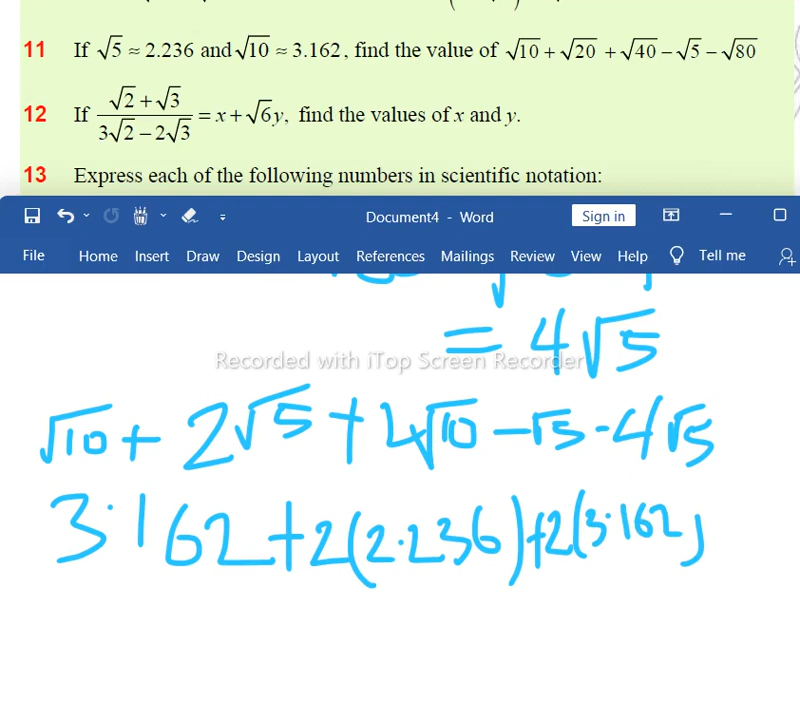 11 If √5 ≈ 2.236 and √10 ≈ 3.162, find the value of √10 + √20 + √40 − √5 − √80
12 If (√2 + √3)/(3√2 − 2√3) = x + √6y, find the values of x and y.
13 Express each of the following numbers in scientific notation:
Document4 - Word Sign in
File Home Insert Draw Design Layout References Mailings Review View Help Tell me
= 4√5
Recorded with iTop Screen Recorder
√10 + 2√5 + 2√10 − √5 - 4√5
3.162 + 2(2.236) + 2(3.162)